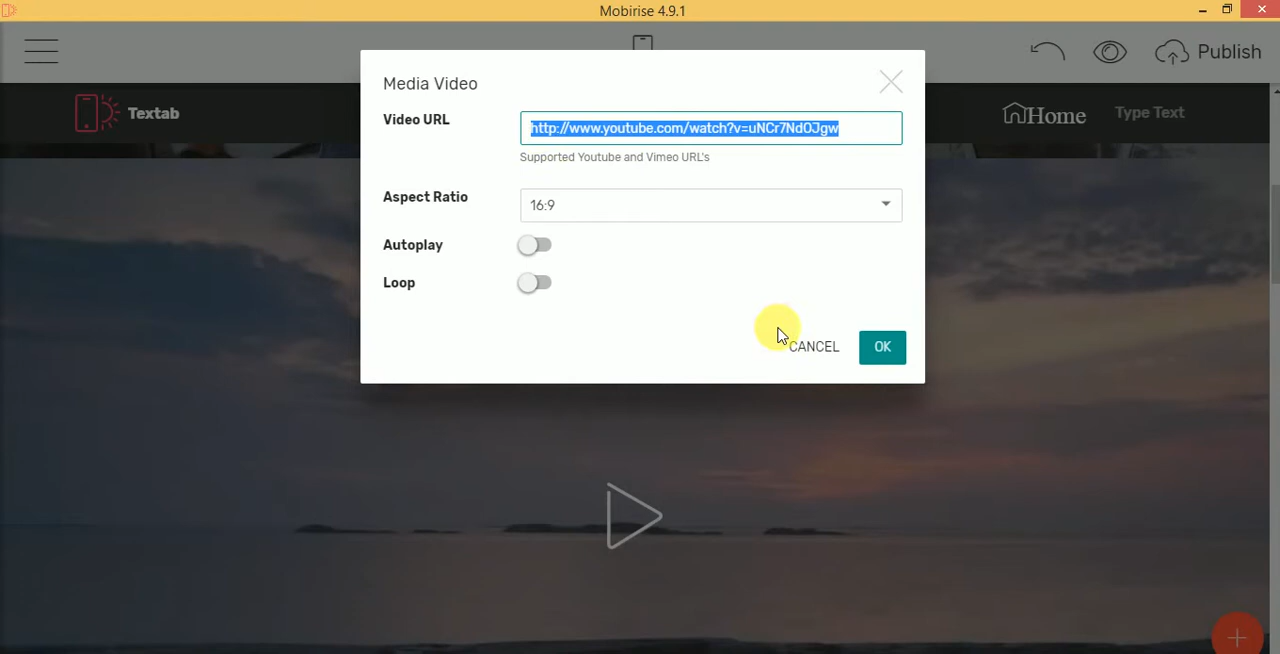 Mobirise 4.9.1
Publish
Textab
Home
Type Text
Media Video
Video URL
http://www.youtube.com/watch?v=uNCr7NdOJgw
Supported Youtube and Vimeo URL's
Aspect Ratio
16:9
Autoplay
Loop
CANCEL
OK